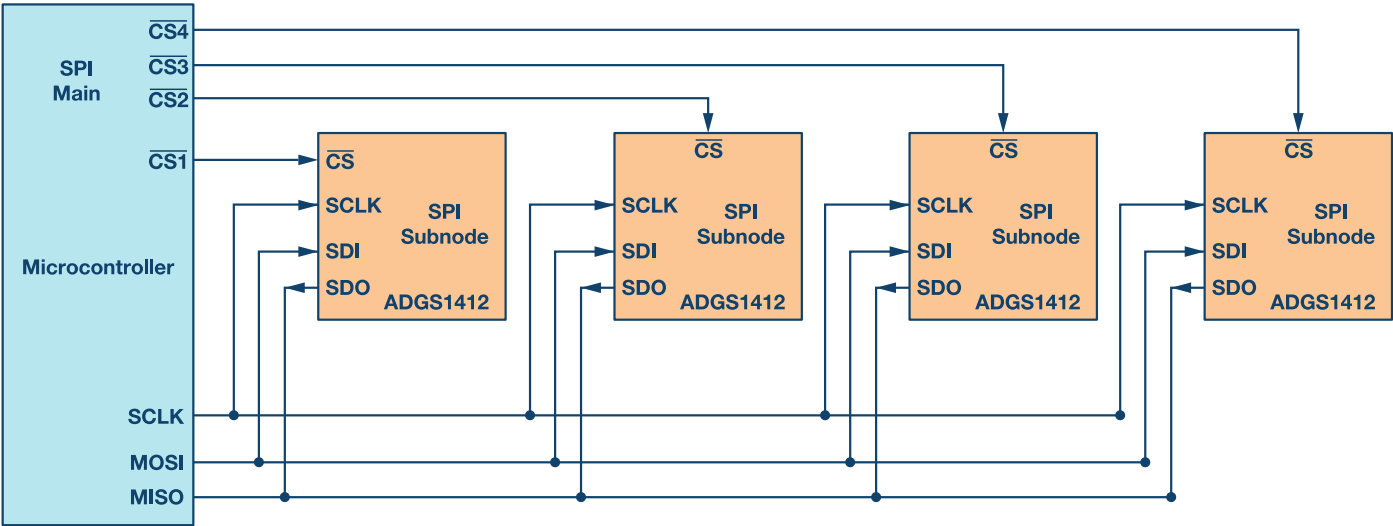 CS4
CS3
CS2
CS1
SPI
Main
Microcontroller
SCLK
MOSI
MISO
CS
SCLK
SDI
SDO
SPI
Subnode
ADGS1412
CS
SCLK
SDI
SDO
SPI
Subnode
ADGS1412
CS
SCLK
SDI
SDO
SPI
Subnode
ADGS1412
CS
SCLK
SDI
SDO
SPI
Subnode
ADGS1412